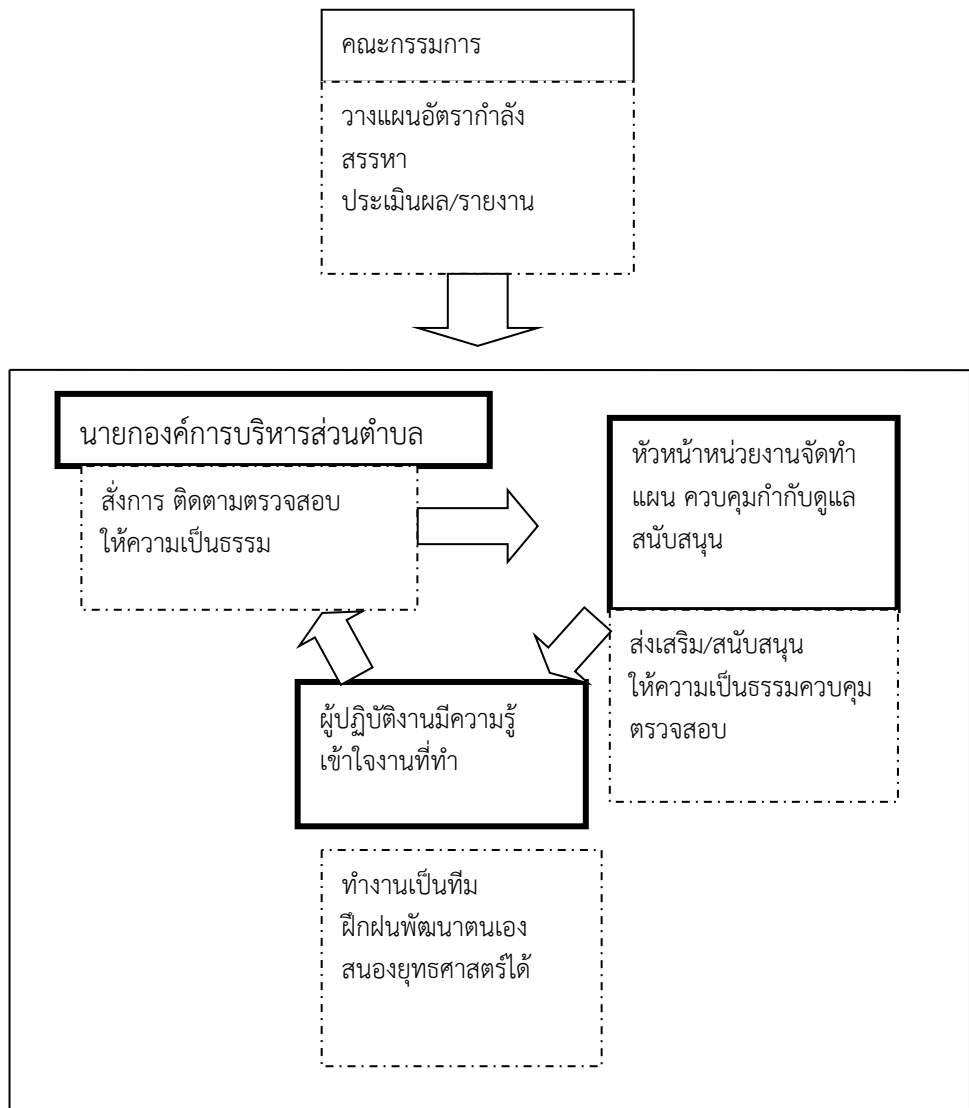 คณะกรรมการ
วางแผนอัตรากำลัง
สรรหา
ประเมินผล/รายงาน
นายกองค์การบริหารส่วนตำบล
สั่งการ ติดตามตรวจสอบ
ให้ความเป็นธรรม
หัวหน้าหน่วยงานจัดทำ
แผน ควบคุมกำกับดูแล
สนับสนุน
ส่งเสริม/สนับสนุน
ให้ความเป็นธรรมควบคุม
ตรวจสอบ
ผู้ปฏิบัติงานมีความรู้
เข้าใจงานที่ทำ
ทำงานเป็นทีม
ฝึกฝนพัฒนาตนเอง
สนองยุทธศาสตร์ได้